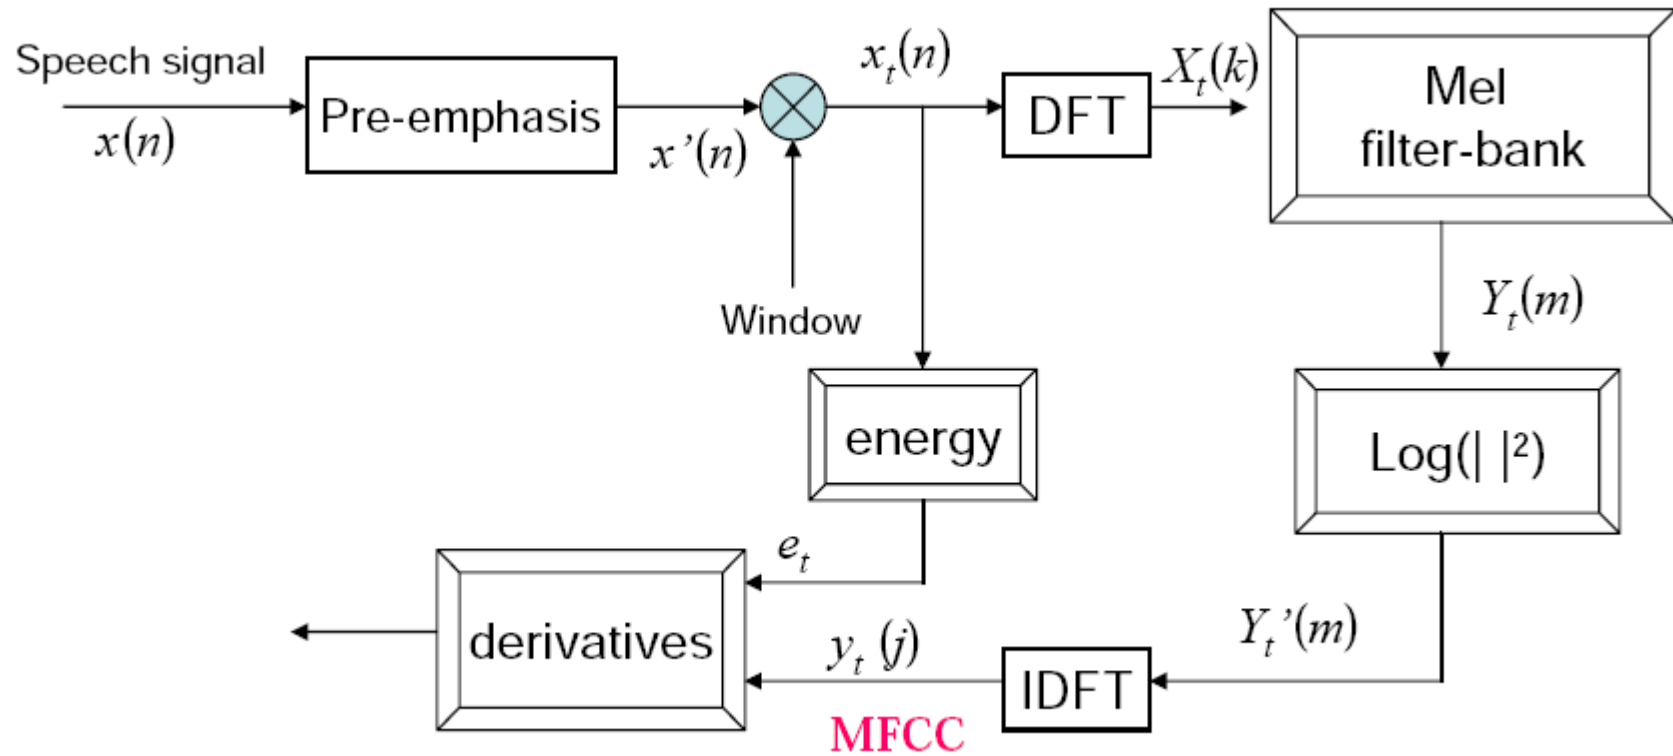 Speech signal
x(n)
Pre-emphasis
x’(n)
Window
x_t(n)
DFT
X_t(k)
Mel
filter-bank
Y_t(m)
Log(| |²)
Y_t’(m)
IDFT
y_t(j)
MFCC
energy
e_t
derivatives